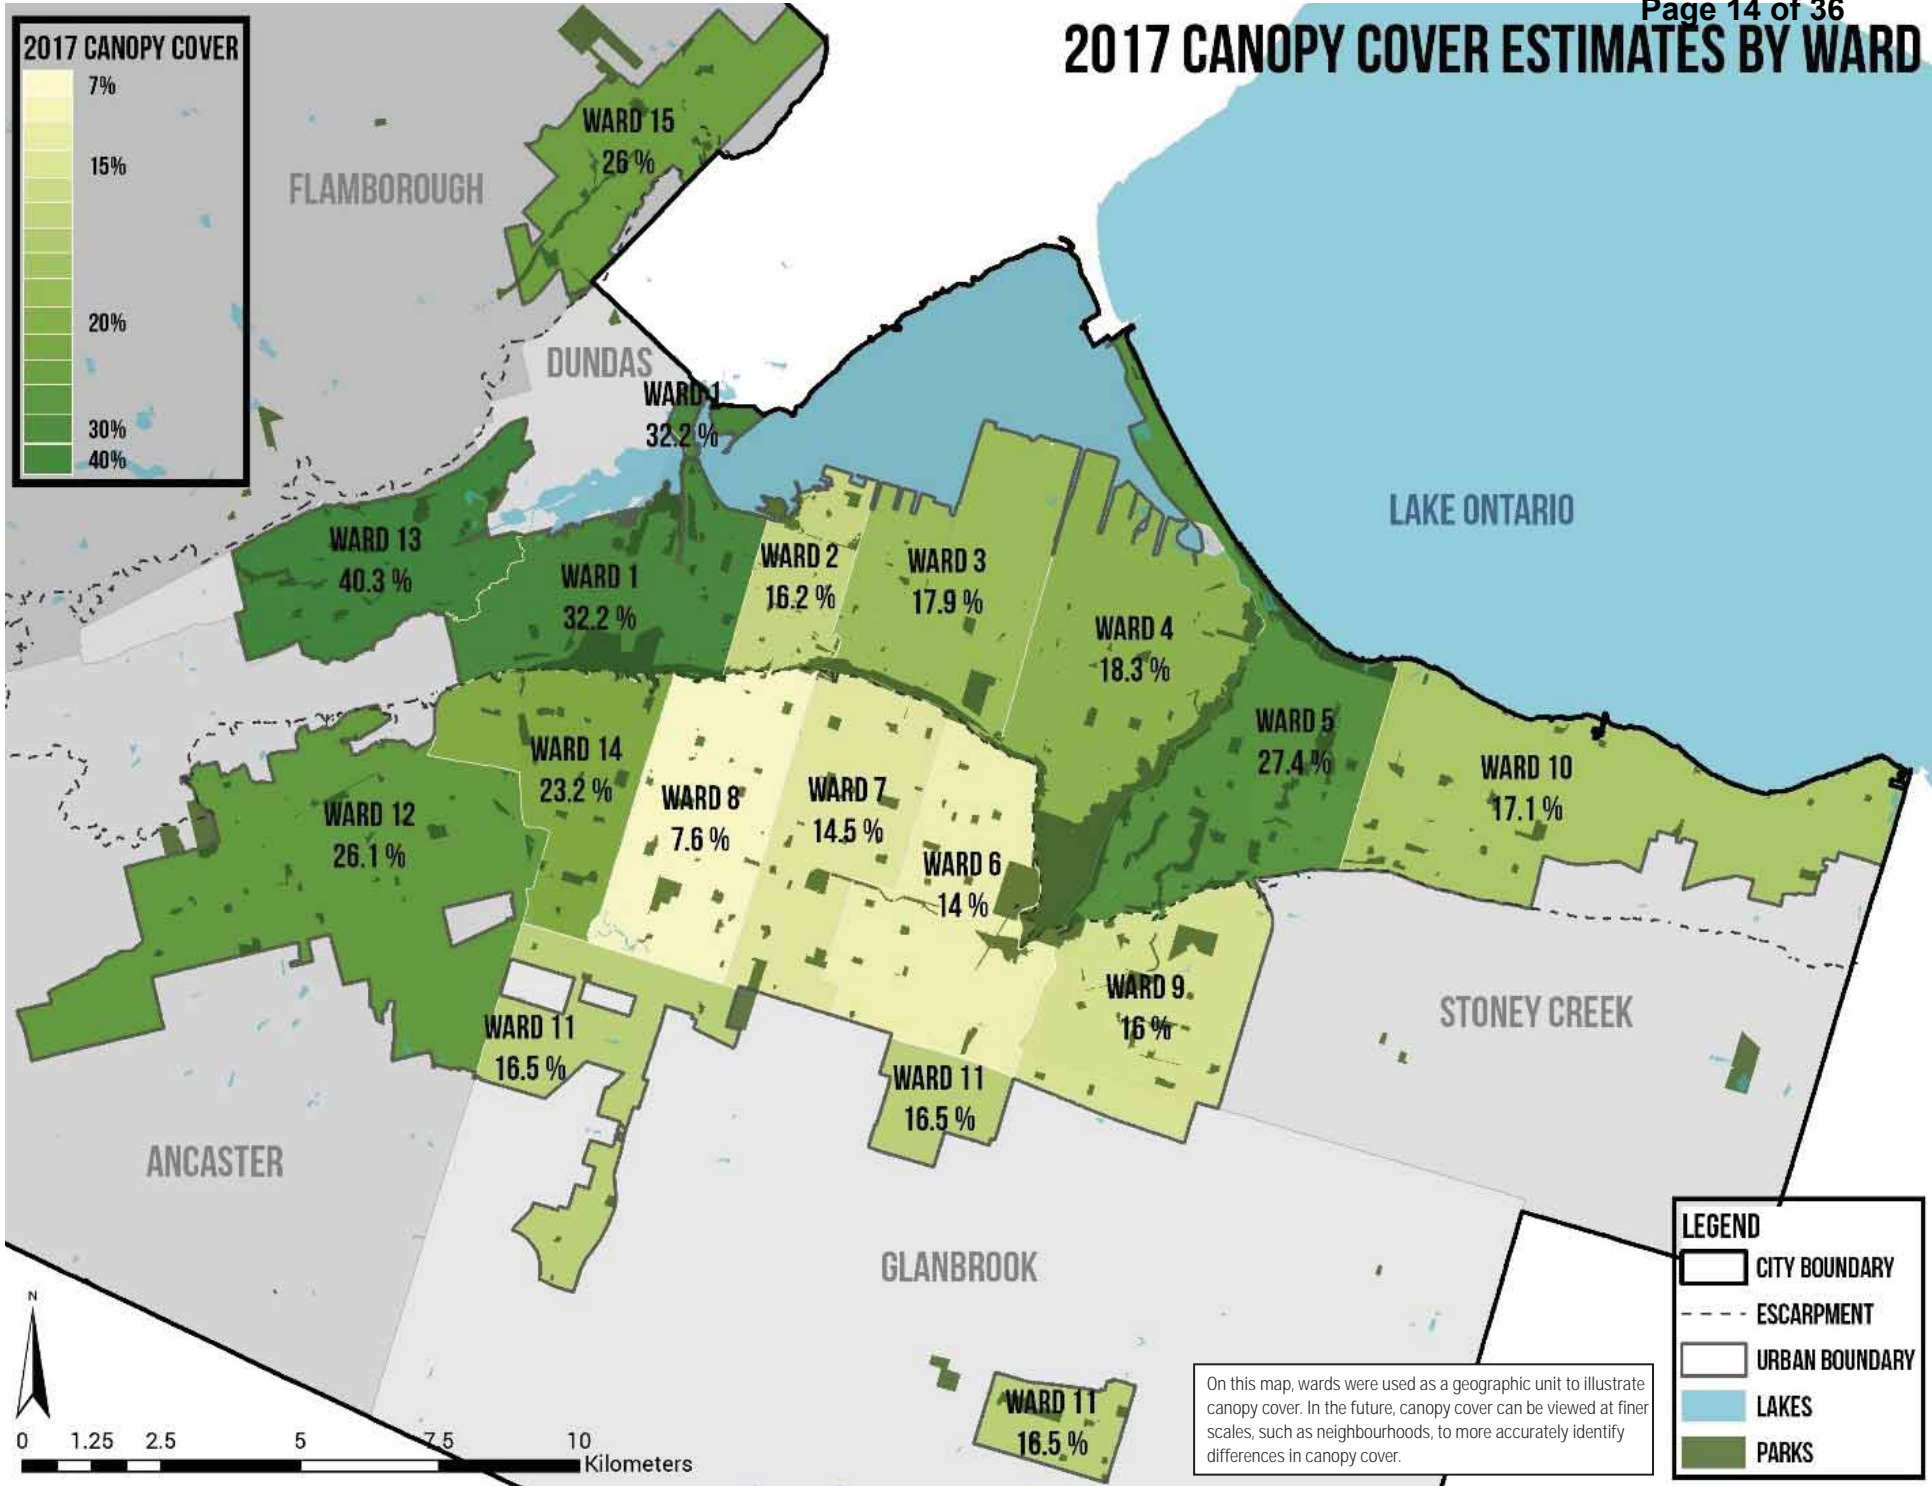 Page 14 of 36
2017 CANOPY COVER ESTIMATES BY WARD
2017 CANOPY COVER
7%
15%
20%
30%
40%
WARD 15
26 %
FLAMBOROUGH
DUNDAS
WARD 1
32.2 %
LAKE ONTARIO
WARD 13
40.3 %
WARD 1
32.2 %
WARD 2
16.2 %
WARD 3
17.9 %
WARD 4
18.3 %
WARD 5
27.4 %
WARD 10
17.1 %
WARD 14
23.2 %
WARD 8
7.6 %
WARD 7
14.5 %
WARD 6
14 %
WARD 12
26.1 %
WARD 9
16 %
STONEY CREEK
WARD 11
16.5 %
WARD 11
16.5 %
ANCASTER
GLANBROOK
WARD 11
16.5 %
LEGEND
CITY BOUNDARY
ESCARPMENT
URBAN BOUNDARY
LAKES
PARKS
On this map, wards were used as a geographic unit to illustrate
canopy cover. In the future, canopy cover can be viewed at finer
scales, such as neighbourhoods, to more accurately identify
differences in canopy cover.
N
0 1.25 2.5 5 7.5 10
Kilometers